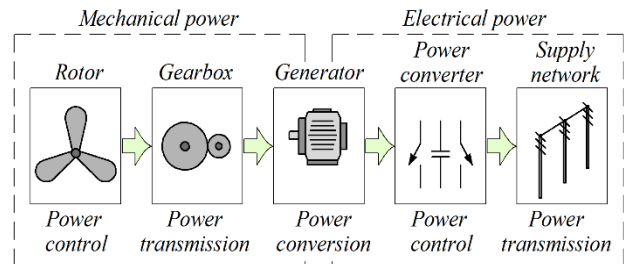 Mechanical power
Electrical power
Rotor
Gearbox
Generator
Power
converter
Supply
network
Power
control
Power
transmission
Power
conversion
Power
control
Power
transmission